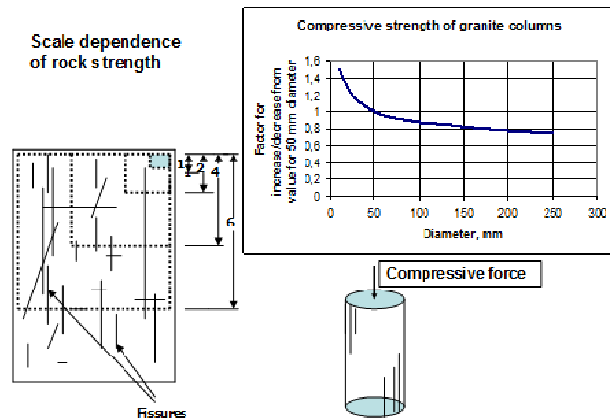 Scale dependence
of rock strength
1
2
4
6
Fissures
Compressive strength of granite columns
Factor for
increase/decrease from
value for 50 mm diameter
1,6
1,4
1,2
1
0,8
0,6
0,4
0,2
0
0 50 100 150 200 250 300
Diameter, mm
Compressive force